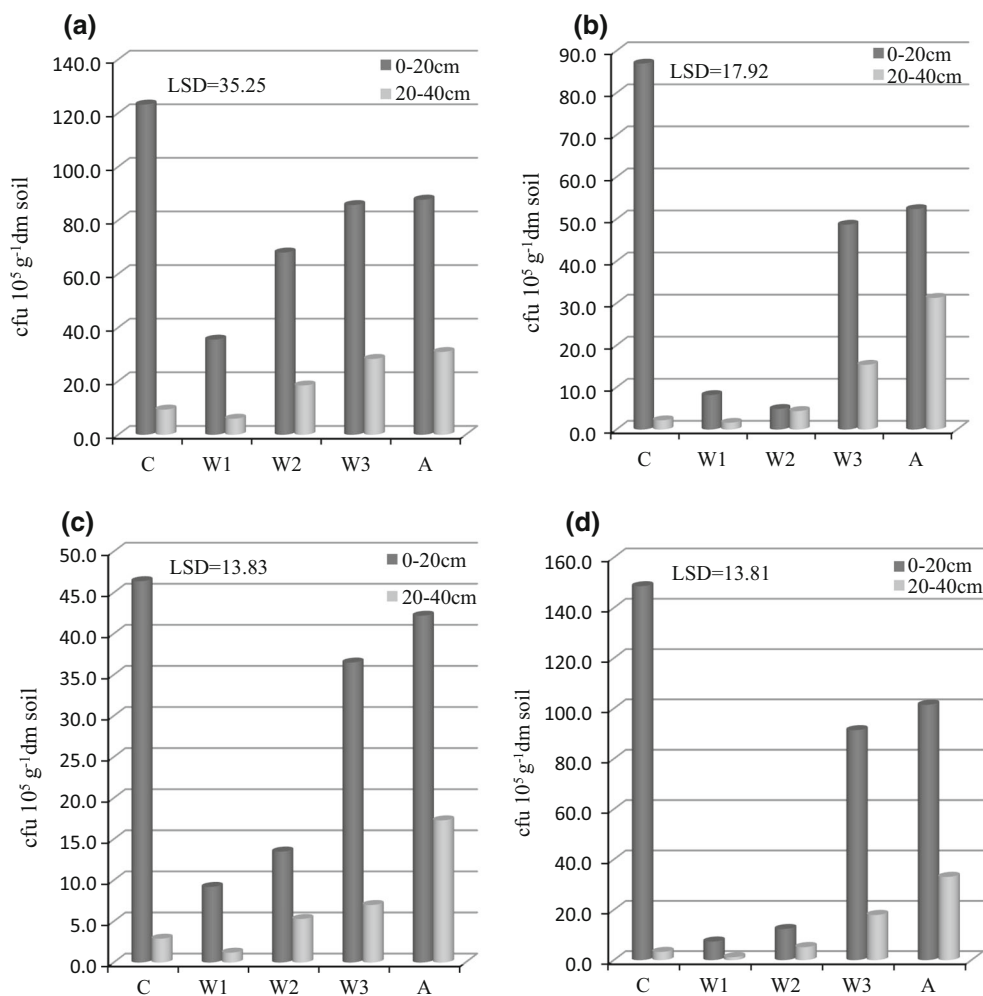 (a)
140.0
120.0
100.0
80.0
60.0
40.0
20.0
0.0
cfu 10⁵ g⁻¹dm soil
LSD=35.25
0-20cm
20-40cm
C W1 W2 W3 A
(b)
90.0
80.0
70.0
60.0
50.0
40.0
30.0
20.0
10.0
0.0
cfu 10⁵ g⁻¹dm soil
LSD=17.92
0-20cm
20-40cm
C W1 W2 W3 A
(c)
50.0
45.0
40.0
35.0
30.0
25.0
20.0
15.0
10.0
5.0
0.0
cfu 10⁵ g⁻¹dm soil
LSD=13.83
0-20cm
20-40cm
C W1 W2 W3 A
(d)
160.0
140.0
120.0
100.0
80.0
60.0
40.0
20.0
0.0
cfu 10⁵ g⁻¹dm soil
LSD=13.81
0-20cm
20-40cm
C W1 W2 W3 A